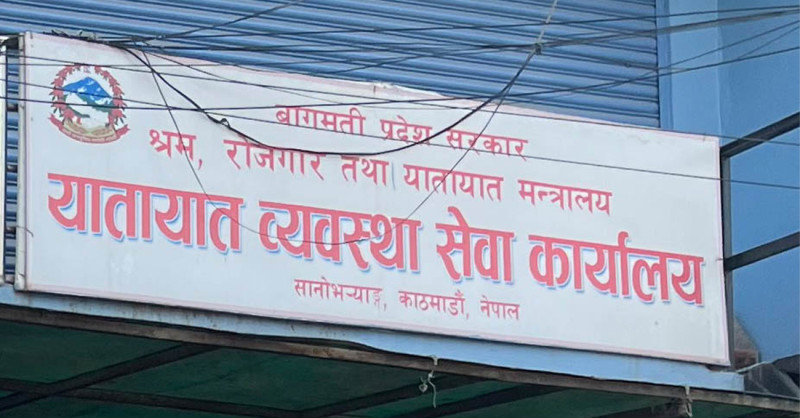 बागमती प्रदेश सरकार
श्रम, रोजगार तथा यातायात मन्त्रालय
यातायात व्यवस्था सेवा कार्यालय
सानोभऱ्याङ्ग, काठमाडौं, नेपाल